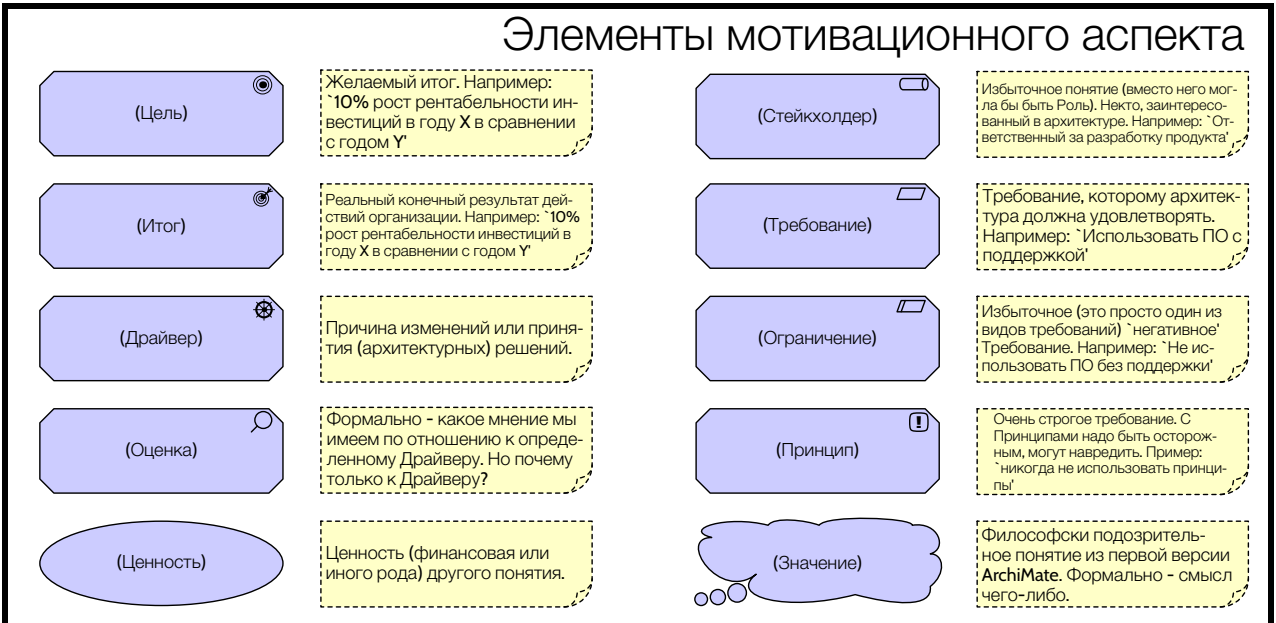 Элементы мотивационного аспекта
(Цель)
Желаемый итог. Например:
`10% рост рентабельности ин-
вестиций в году X в сравнении
с годом Y'
(Стейкхолдер)
Избыточное понятие (вместо него мог-
ла бы быть Роль). Некто, заинтересо-
ванный в архитектуре. Например: `От-
ветственный за разработку продукта'
(Итог)
Реальный конечный результат дей-
ствий организации. Например: `10%
рост рентабельности инвестиций в
году X в сравнении с годом Y'
(Требование)
Требование, которому архитек-
тура должна удовлетворять.
Например: `Использовать ПО с
поддержкой'
(Драйвер)
Причина изменений или приня-
тия (архитектурных) решений.
(Ограничение)
Избыточное (это просто один из
видов требований) `негативное'
Требование. Например: `Не ис-
пользовать ПО без поддержки'
(Оценка)
Формально - какое мнение мы
имеем по отношению к опреде-
ленному Драйверу. Но почему
только к Драйверу?
(Принцип)
Очень строгое требование. С
Принципами надо быть осторож-
ным, могут навредить. Пример:
`никогда не использовать принци-
пы'
(Ценность)
Ценность (финансовая или
иного рода) другого понятия.
(Значение)
Философски подозритель-
ное понятие из первой версии
ArchiMate. Формально - смысл
чего-либо.